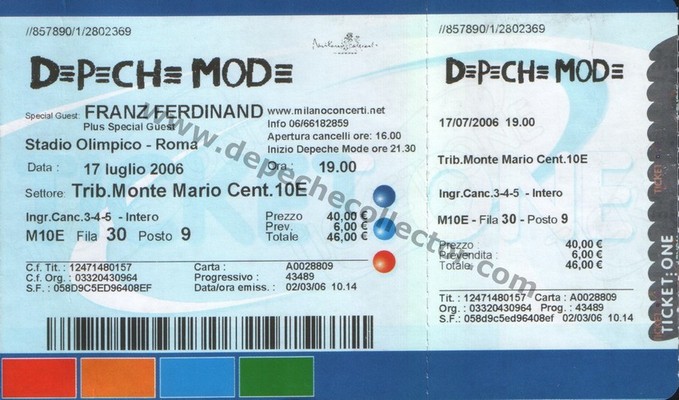 //857890/1/2802369
DEPECHE MODE
Special Guest: FRANZ FERDINAND
Plus Special Guest
Stadio Olimpico - Roma
www.milanoconcerti.net
Info 06/66182859
Apertura cancelli ore: 16.00
Inizio Depeche Mode ore 21.30
Data : 17 luglio 2006 Ora : 19.00
Settore: Trib.Monte Mario Cent.10E
Ingr.Canc.3-4-5 - Intero
M10E Fila 30 Posto 9
Prezzo 40,00 €
Prev. 6,00 €
Totale 46,00 €
C.f. Tit. : 12471480157 Carta : A0028809
C.f. Org. : 03320430964 Progressivo : 43489
S.F. : 058D9C5ED96408EF Data/ora emiss. : 02/03/06 10.14
//857890/1/2802369
DEPECHE MODE
17/07/2006 19.00
Trib.Monte Mario Cent.10E
Ingr.Canc.3-4-5 - Intero
M10E - Fila 30 - Posto 9
Prezzo 40,00 €
Prevendita : 6,00 €
Totale, 46,00 €
Tit. : 12471480157 Carta : A0028809
Org. : 03320430964 Prog. : 43489
S.F.: 058d9c5ed96408ef 02/03/06 10.14
TICKET:ONE
www.depechecollector.com